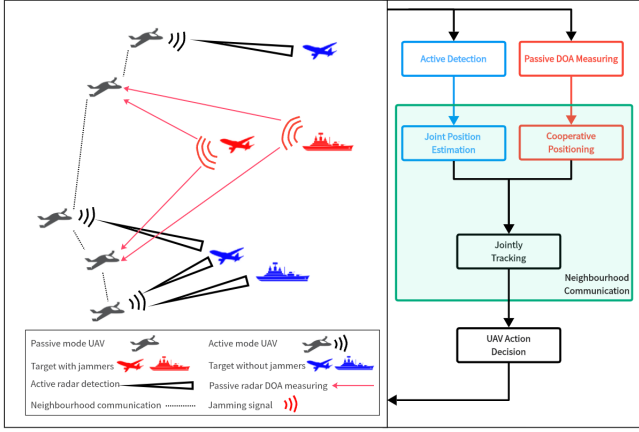 Active Detection
Passive DOA Measuring
Joint Position
Estimation
Cooperative
Positioning
Jointly
Tracking
Neighbourhood
Communication
UAV Action
Decision
Passive mode UAV
Active mode UAV
Target with jammers
Target without jammers
Active radar detection
Passive radar DOA measuring
Neighbourhood communication
Jamming signal